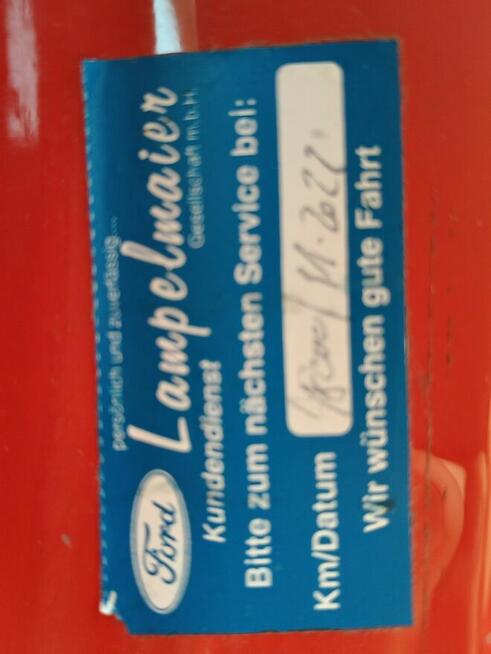 persönlich und zuverlässig...
Ford
Lampelmaier
Gesellschaft m.b.H.
Kundendienst
Bitte zum nächsten Service bei:
Km/Datum 11.2022
Wir wünschen gute Fahrt